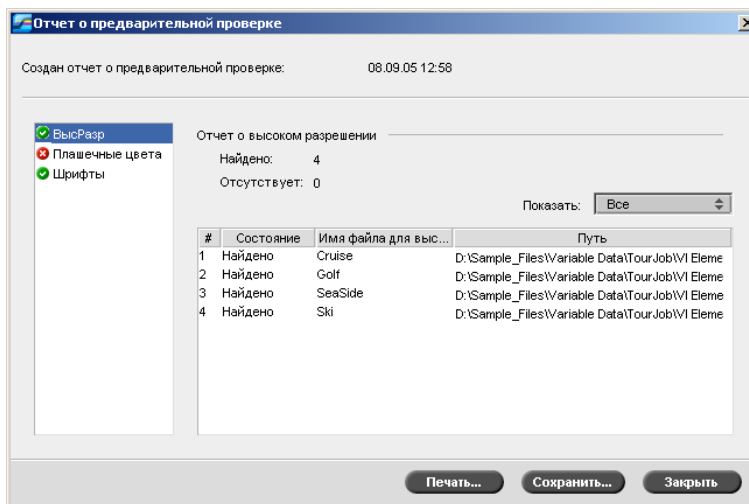 Отчет о предварительной проверке
Создан отчет о предварительной проверке: 08.09.05 12:58
ВысРазр
Плашечные цвета
Шрифты
Отчет о высоком разрешении
Найдено: 4
Отсутствует: 0
Показать: Все
# Состояние Имя файла для выс... Путь
1 Найдено Cruise D:\Sample_Files\Variable Data\TourJob\VI Eleme
2 Найдено Golf D:\Sample_Files\Variable Data\TourJob\VI Eleme
3 Найдено SeaSide D:\Sample_Files\Variable Data\TourJob\VI Eleme
4 Найдено Ski D:\Sample_Files\Variable Data\TourJob\VI Eleme
Печать... Сохранить... Закрыть